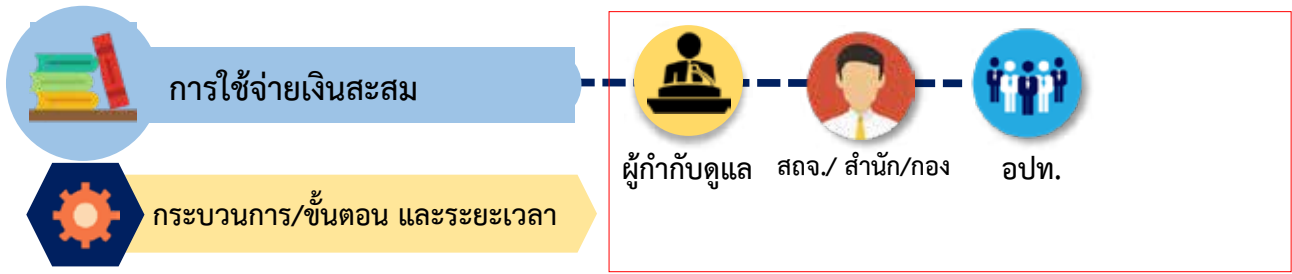 การใช้จ่ายเงินสะสม
ผู้กำกับดูแล
สถจ./ สำนัก/กอง
อปท.
กระบวนการ/ขั้นตอน และระยะเวลา